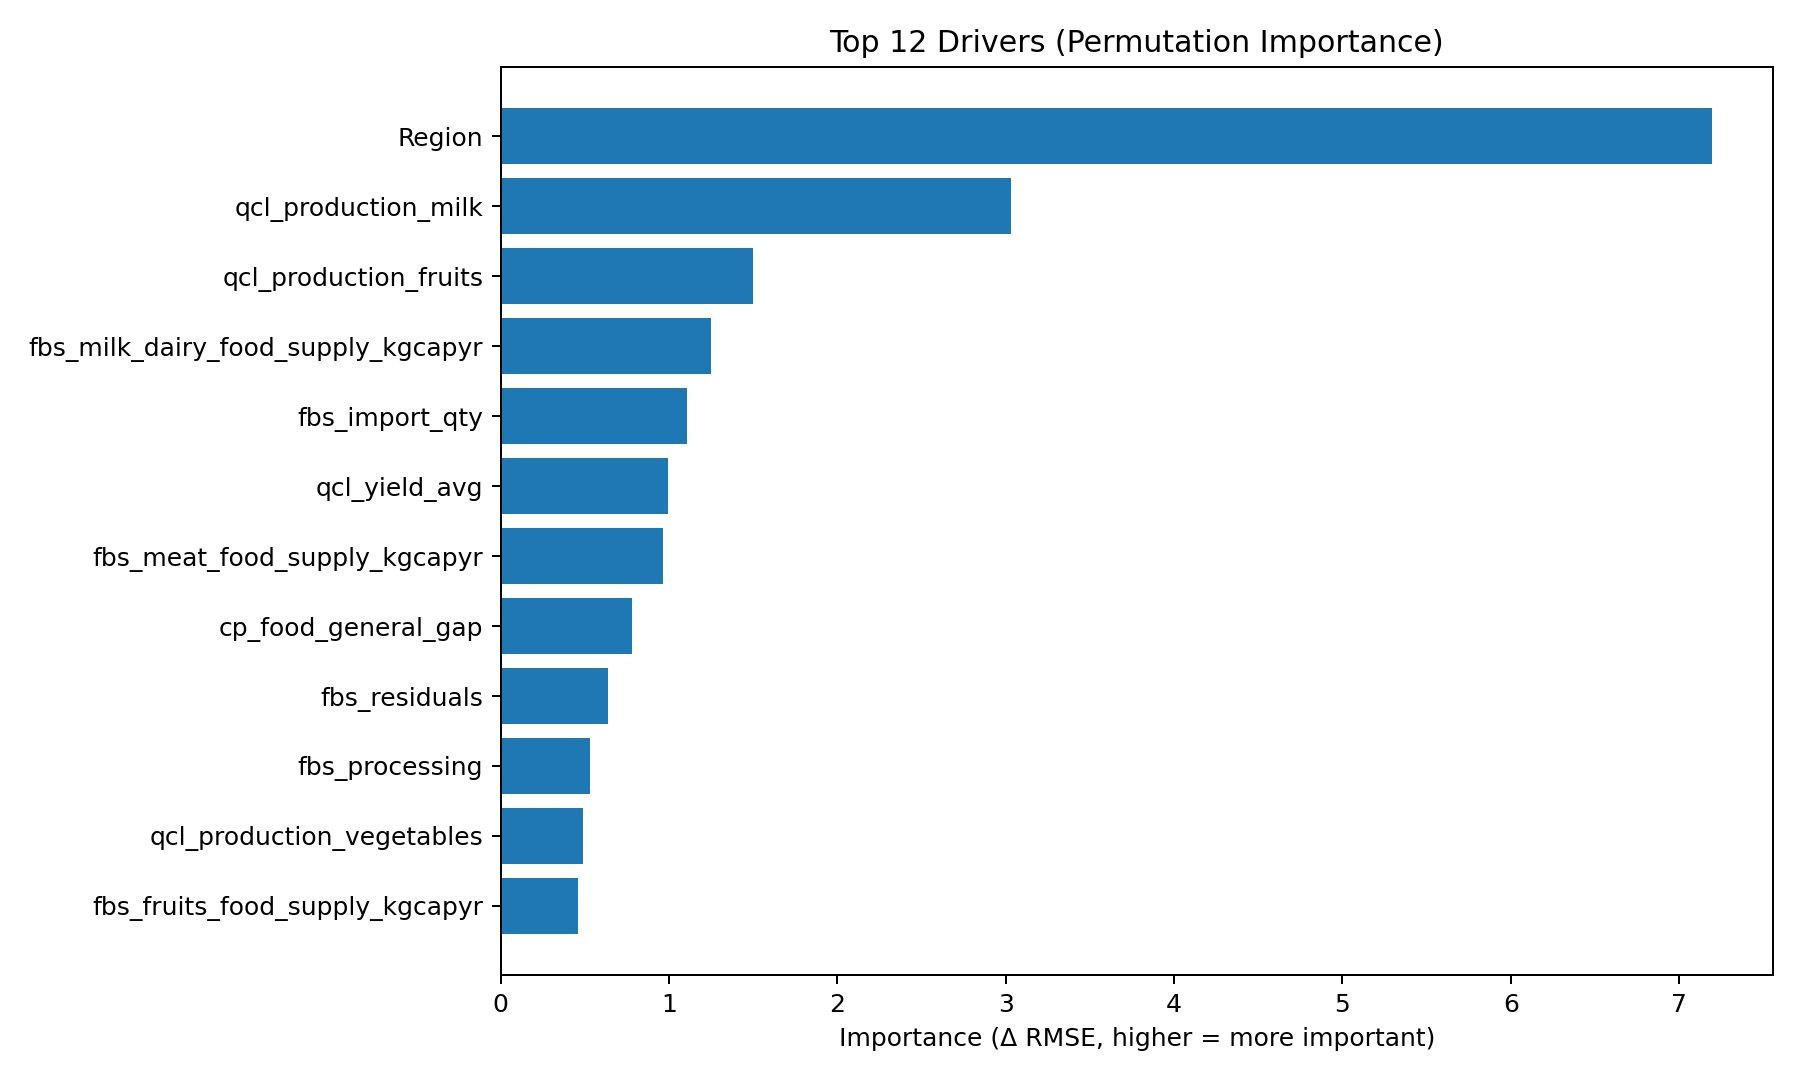 Top 12 Drivers (Permutation Importance)
Region
qcl_production_milk
qcl_production_fruits
fbs_milk_dairy_food_supply_kgcapyr
fbs_import_qty
qcl_yield_avg
fbs_meat_food_supply_kgcapyr
cp_food_general_gap
fbs_residuals
fbs_processing
qcl_production_vegetables
fbs_fruits_food_supply_kgcapyr
0 1 2 3 4 5 6 7
Importance (Δ RMSE, higher = more important)